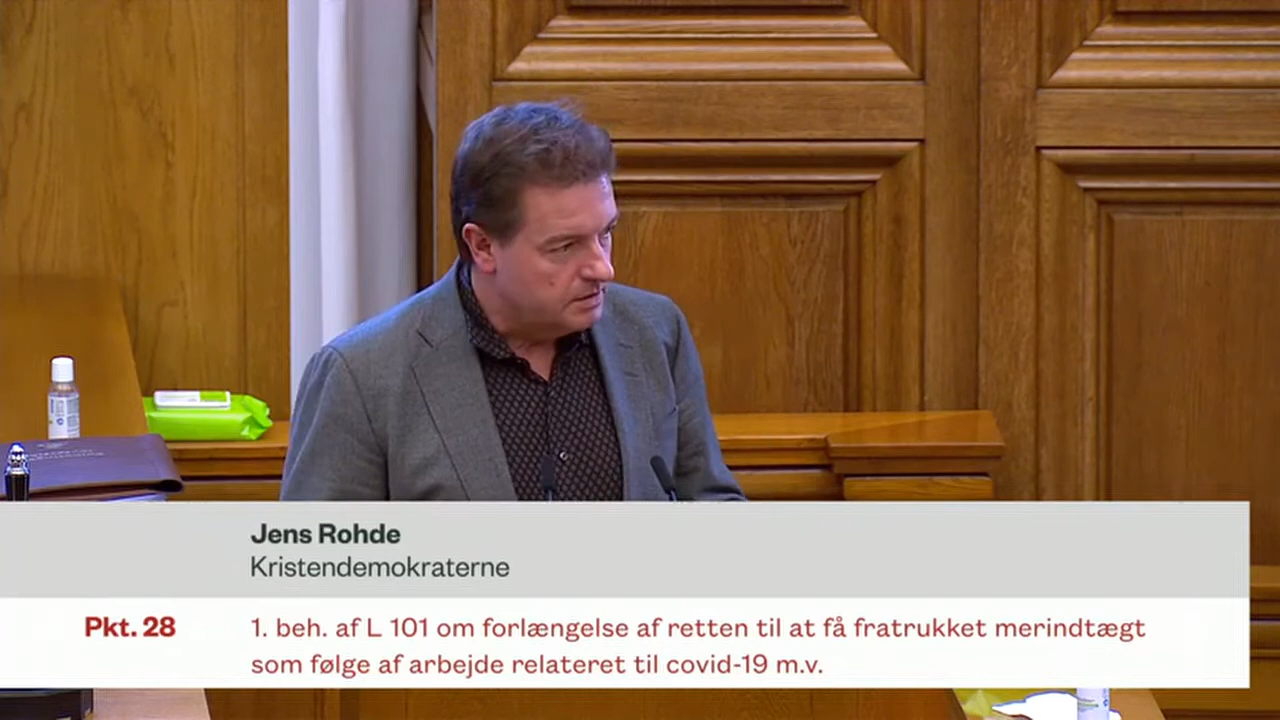 Jens Rohde
Kristendemokraterne
Pkt. 28
1. beh. af L 101 om forlængelse af retten til at få fratrukket merindtægt
som følge af arbejde relateret til covid-19 m.v.